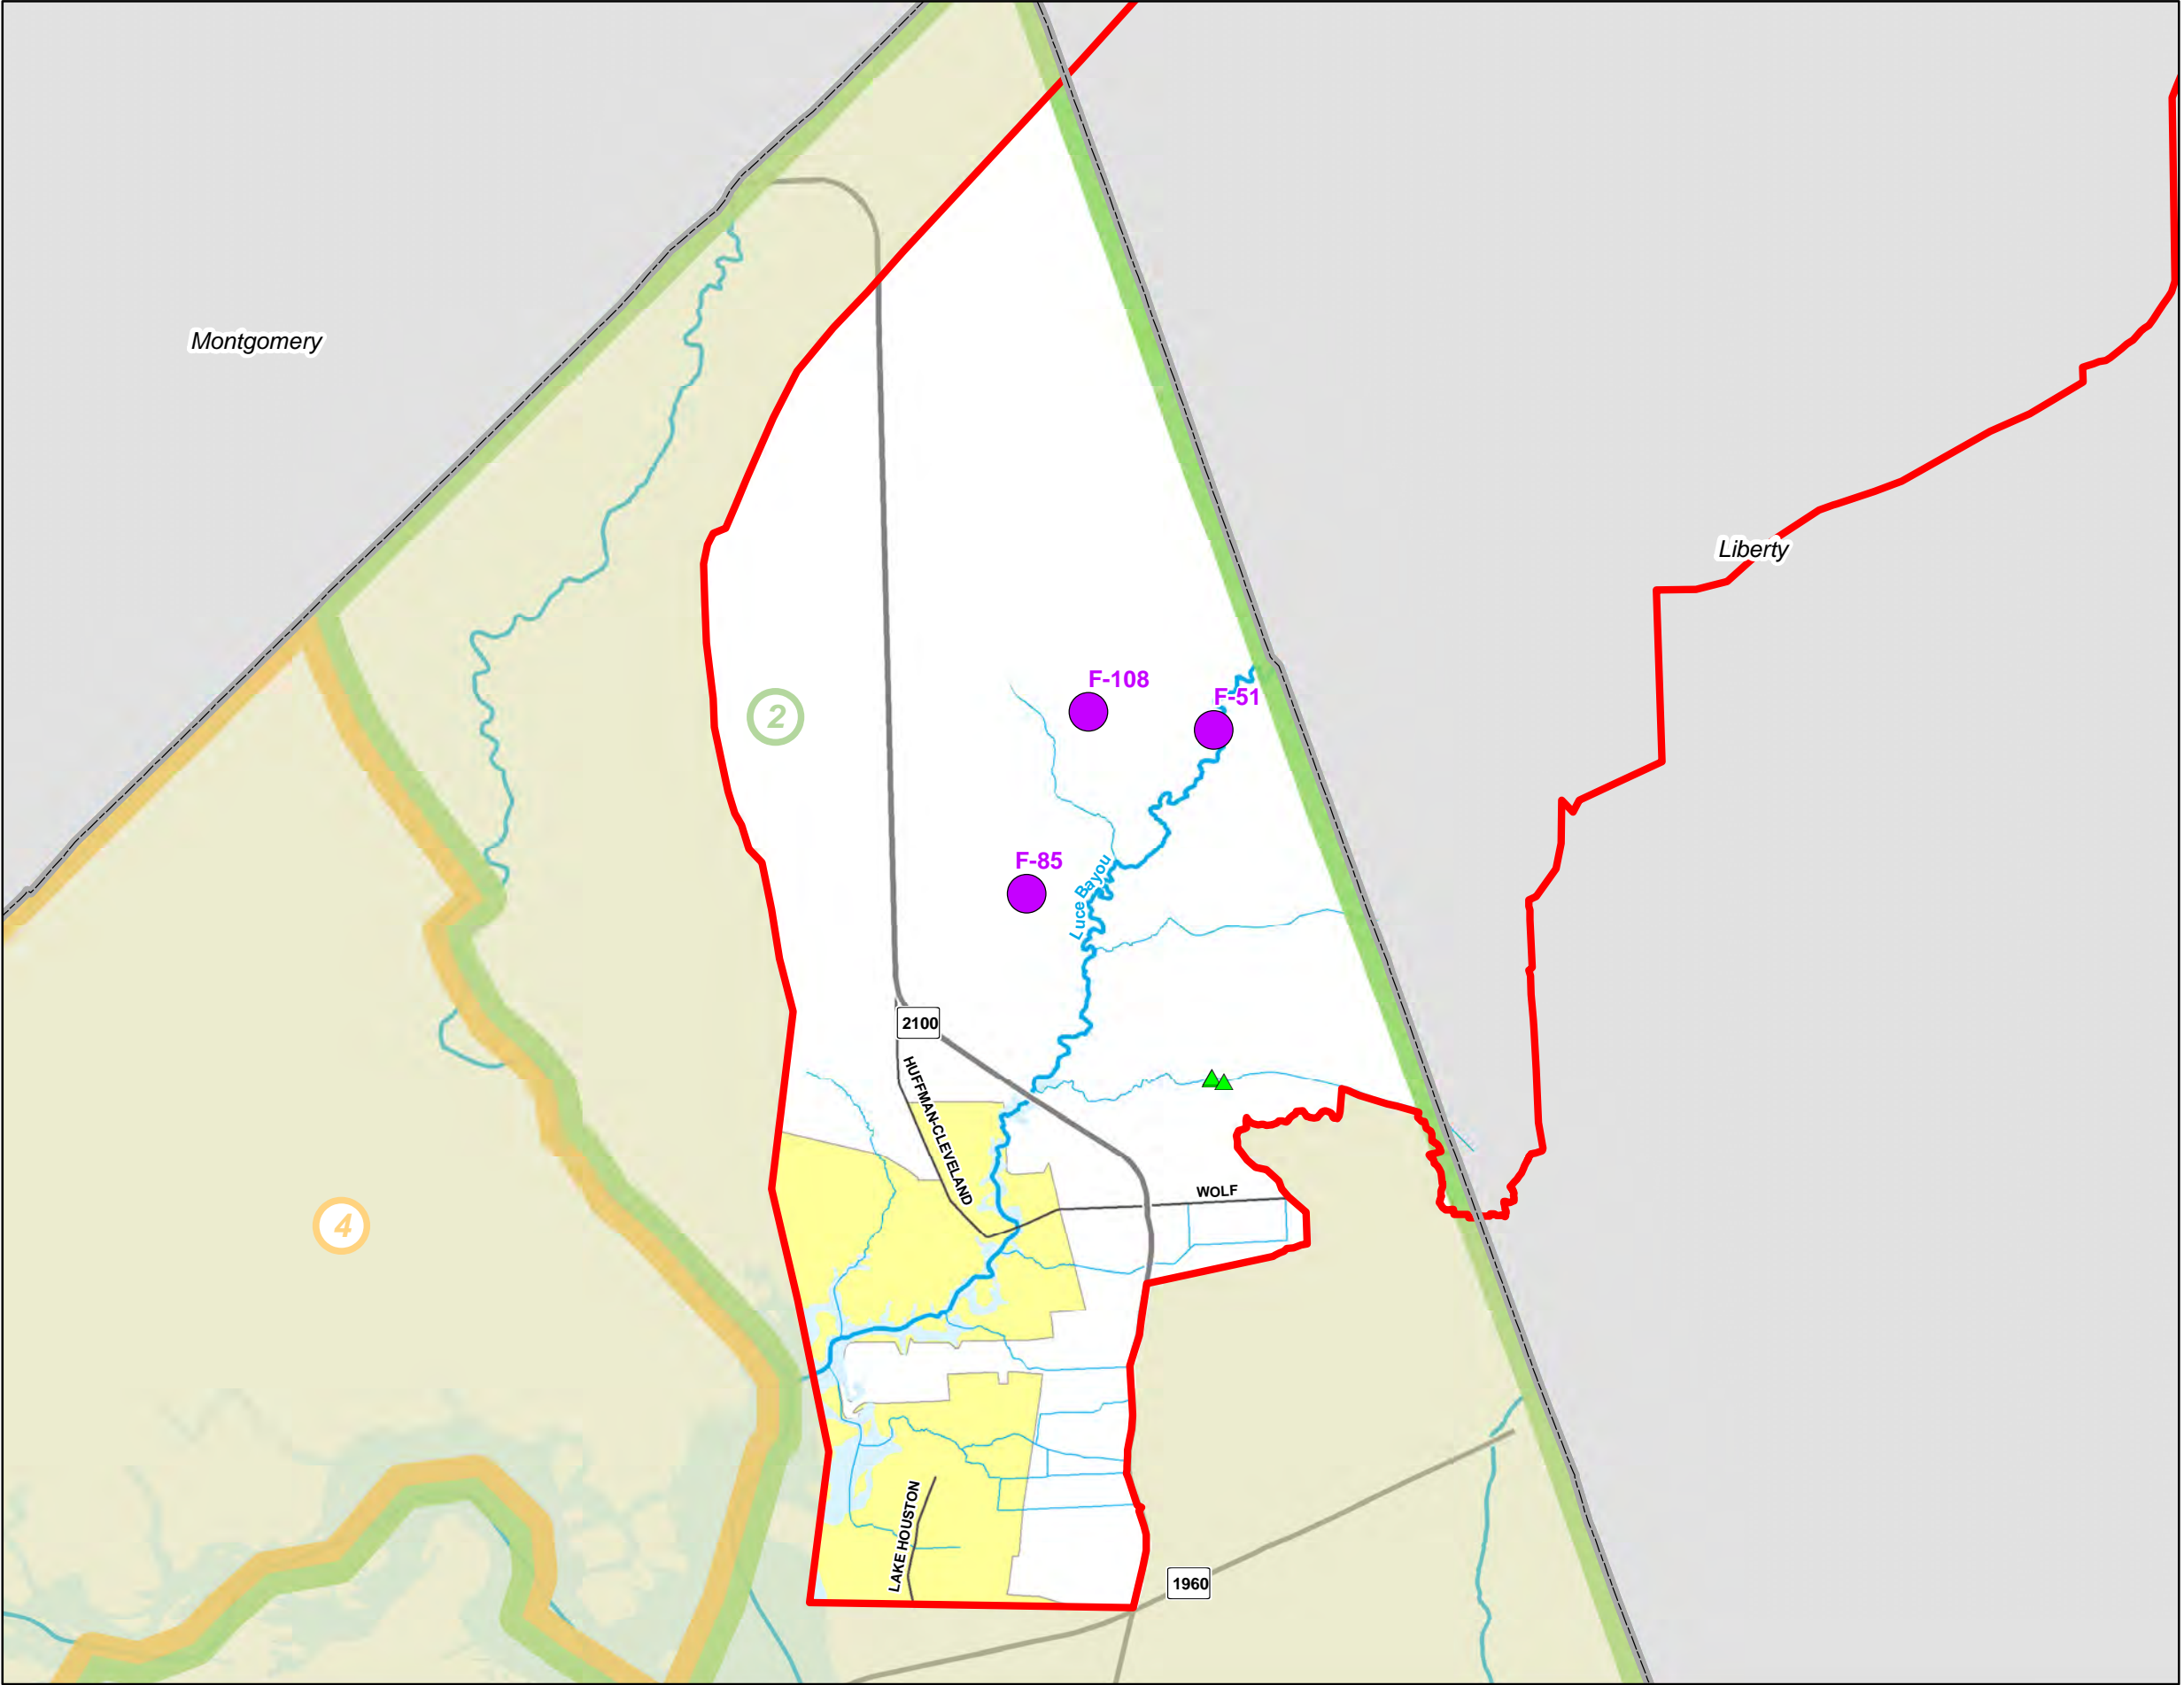 Montgomery
Liberty
F-108
F-51
2
F-85
Luce Bayou
2100
HUFFMAN-CLEVELAND
WOLF
4
LAKE HOUSTON
1960